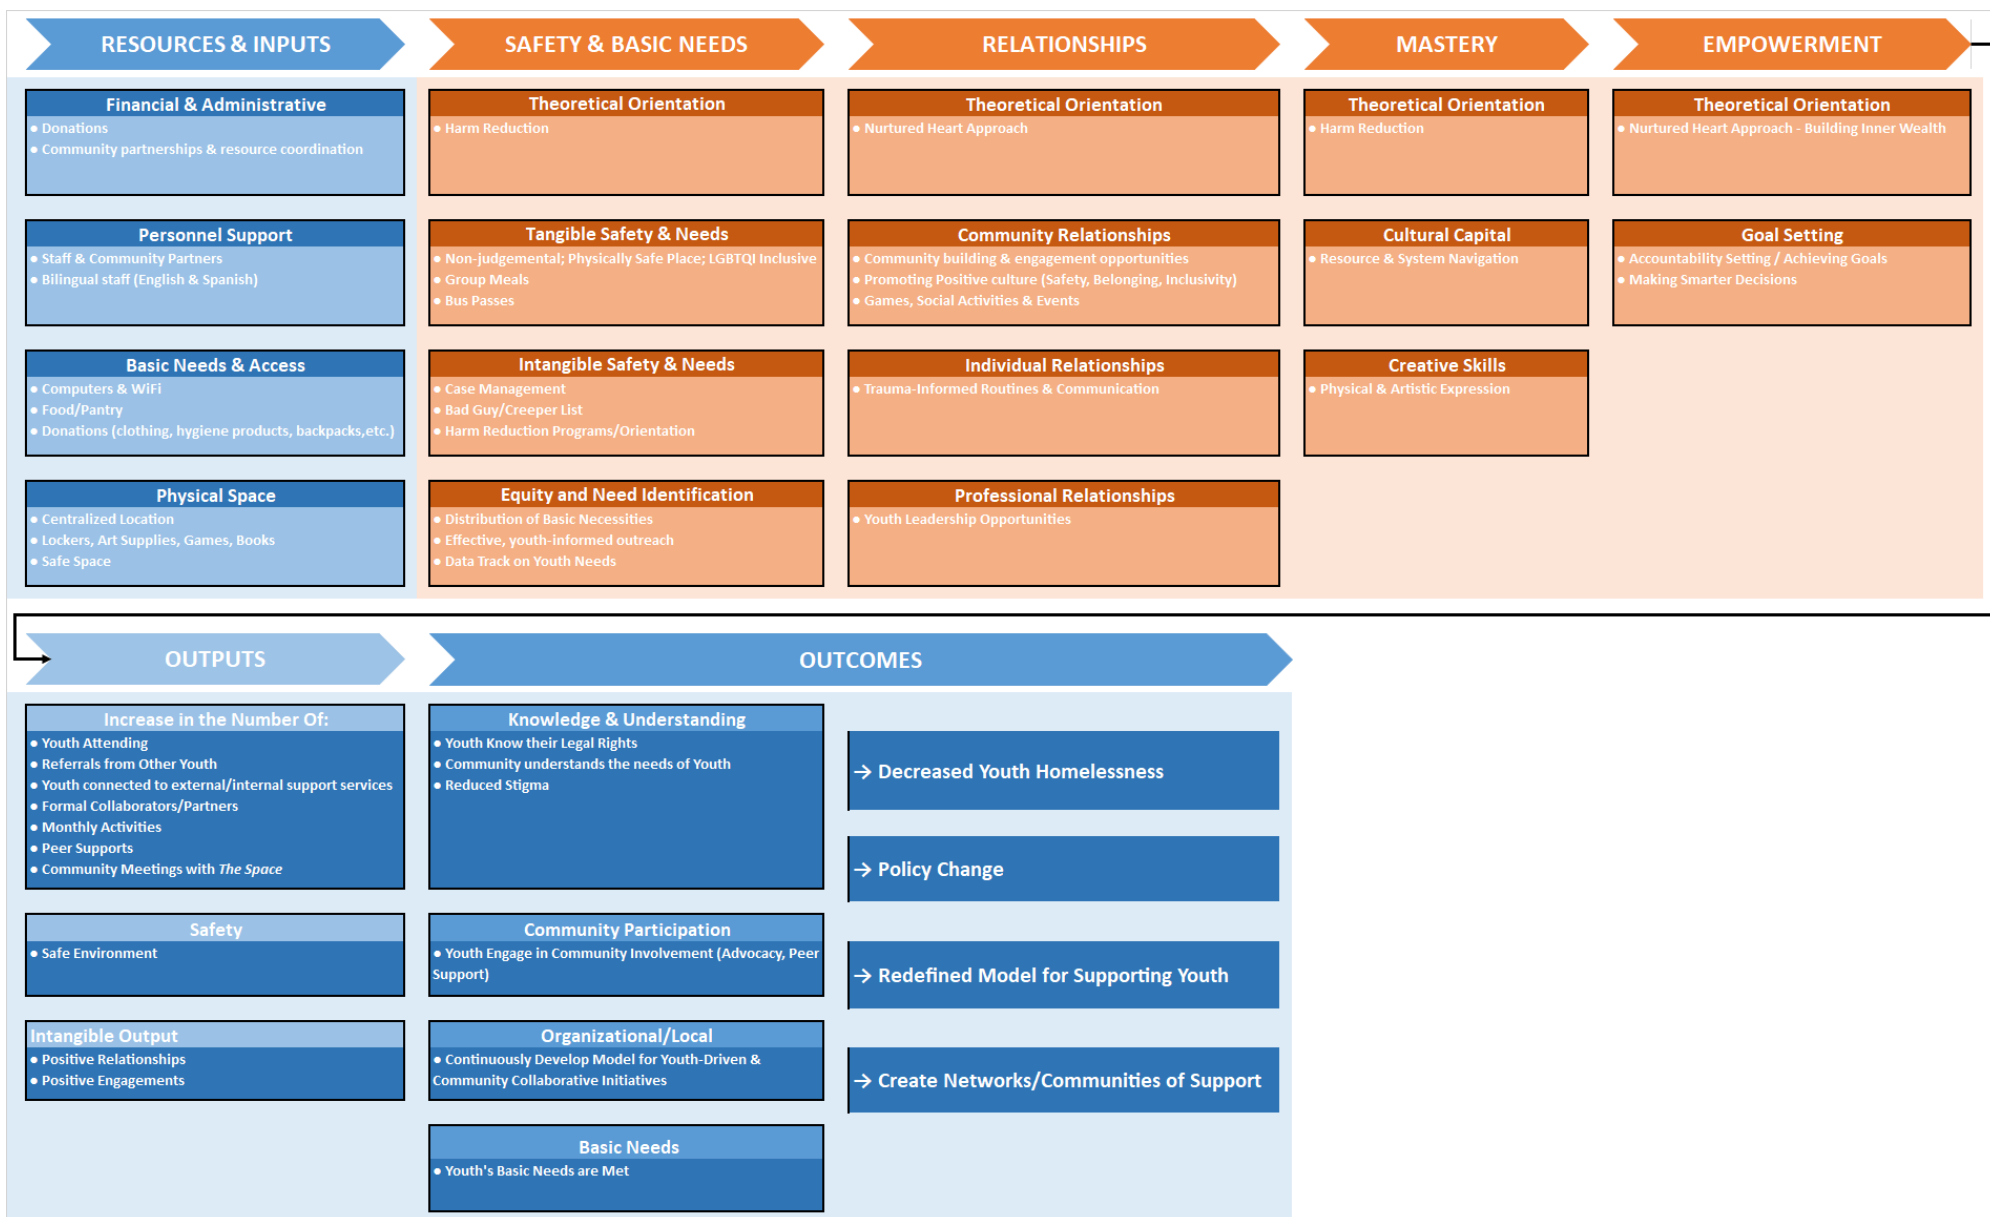 RESOURCES & INPUTS
Financial & Administrative
● Donations
● Community partnerships & resource coordination
Personnel Support
● Staff & Community Partners
● Bilingual staff (English & Spanish)
Basic Needs & Access
● Computers & WiFi
● Food/Pantry
● Donations (clothing, hygiene products, backpacks,etc.)
Physical Space
● Centralized Location
● Lockers, Art Supplies, Games, Books
● Safe Space
SAFETY & BASIC NEEDS
Theoretical Orientation
● Harm Reduction
Tangible Safety & Needs
● Non-judgemental; Physically Safe Place; LGBTQI Inclusive
● Group Meals
● Bus Passes
Intangible Safety & Needs
● Case Management
● Bad Guy/Creeper List
● Harm Reduction Programs/Orientation
Equity and Need Identification
● Distribution of Basic Necessities
● Effective, youth-informed outreach
● Data Track on Youth Needs
RELATIONSHIPS
Theoretical Orientation
● Nurtured Heart Approach
Community Relationships
● Community building & engagement opportunities
● Promoting Positive culture (Safety, Belonging, Inclusivity)
● Games, Social Activities & Events
Individual Relationships
● Trauma-Informed Routines & Communication
Professional Relationships
● Youth Leadership Opportunities
MASTERY
Theoretical Orientation
● Harm Reduction
Cultural Capital
● Resource & System Navigation
Creative Skills
● Physical & Artistic Expression
EMPOWERMENT
Theoretical Orientation
● Nurtured Heart Approach - Building Inner Wealth
Goal Setting
● Accountability Setting / Achieving Goals
● Making Smarter Decisions
OUTPUTS
Increase in the Number Of:
● Youth Attending
● Referrals from Other Youth
● Youth connected to external/internal support services
● Formal Collaborators/Partners
● Monthly Activities
● Peer Supports
● Community Meetings with The Space
Safety
● Safe Environment
Intangible Output
● Positive Relationships
● Positive Engagements
OUTCOMES
Knowledge & Understanding
● Youth Know their Legal Rights
● Community understands the needs of Youth
● Reduced Stigma
Community Participation
● Youth Engage in Community Involvement (Advocacy, Peer
Support)
Organizational/Local
● Continuously Develop Model for Youth-Driven &
Community Collaborative Initiatives
Basic Needs
● Youth's Basic Needs are Met
→ Decreased Youth Homelessness
→ Policy Change
→ Redefined Model for Supporting Youth
→ Create Networks/Communities of Support